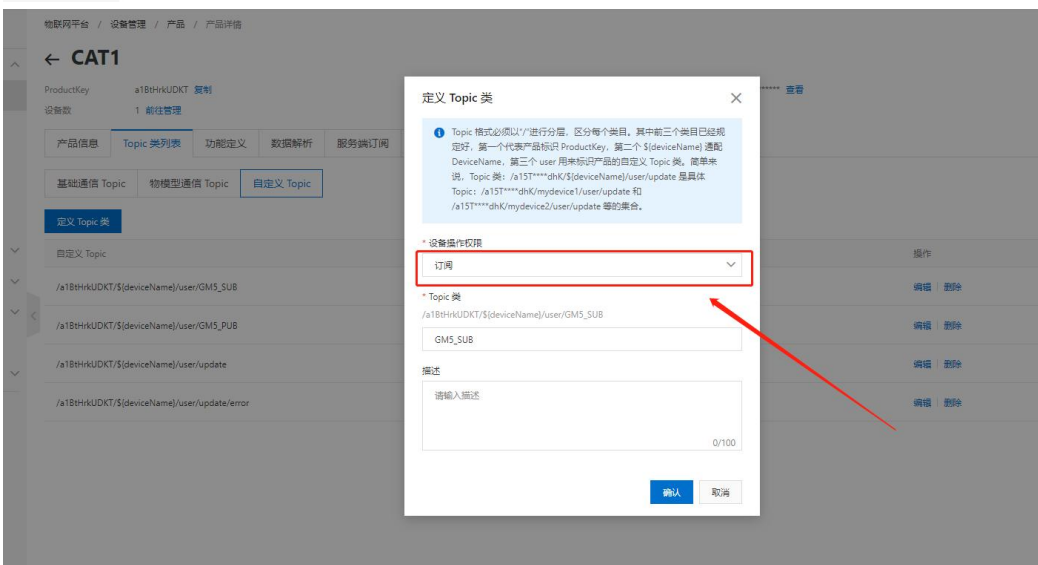 物联网平台 / 设备管理 / 产品 / 产品详情
← CAT1
ProductKey a1BtHrkUDKT 复制
***** 查看
设备数 1 前往管理
产品信息 Topic 类列表 功能定义 数据解析 服务端订阅
基础通信 Topic 物模型通信 Topic 自定义 Topic
定义 Topic 类
自定义 Topic 操作
/a1BtHrkUDKT/${deviceName}/user/GM5_SUB 编辑 删除
/a1BtHrkUDKT/${deviceName}/user/GM5_PUB 编辑 删除
/a1BtHrkUDKT/${deviceName}/user/update 编辑 删除
/a1BtHrkUDKT/${deviceName}/user/update/error 编辑 删除
定义 Topic 类
Topic 格式必须以“/”进行分层，区分每个类目。其中前三个类目已经规
定好，第一个代表产品标识 ProductKey，第二个 ${deviceName} 通配
DeviceName，第三个 user 用来标识产品的自定义 Topic 类。简单来
说，Topic 类：/a15T****dhK/${deviceName}/user/update 是具体
Topic：/a15T****dhK/mydevice1/user/update 和
/a15T****dhK/mydevice2/user/update 等的集合。
* 设备操作权限
订阅
* Topic 类
/a1BtHrkUDKT/${deviceName}/user/GM5_SUB
GM5_SUB
描述
请输入描述
0/100
确认 取消